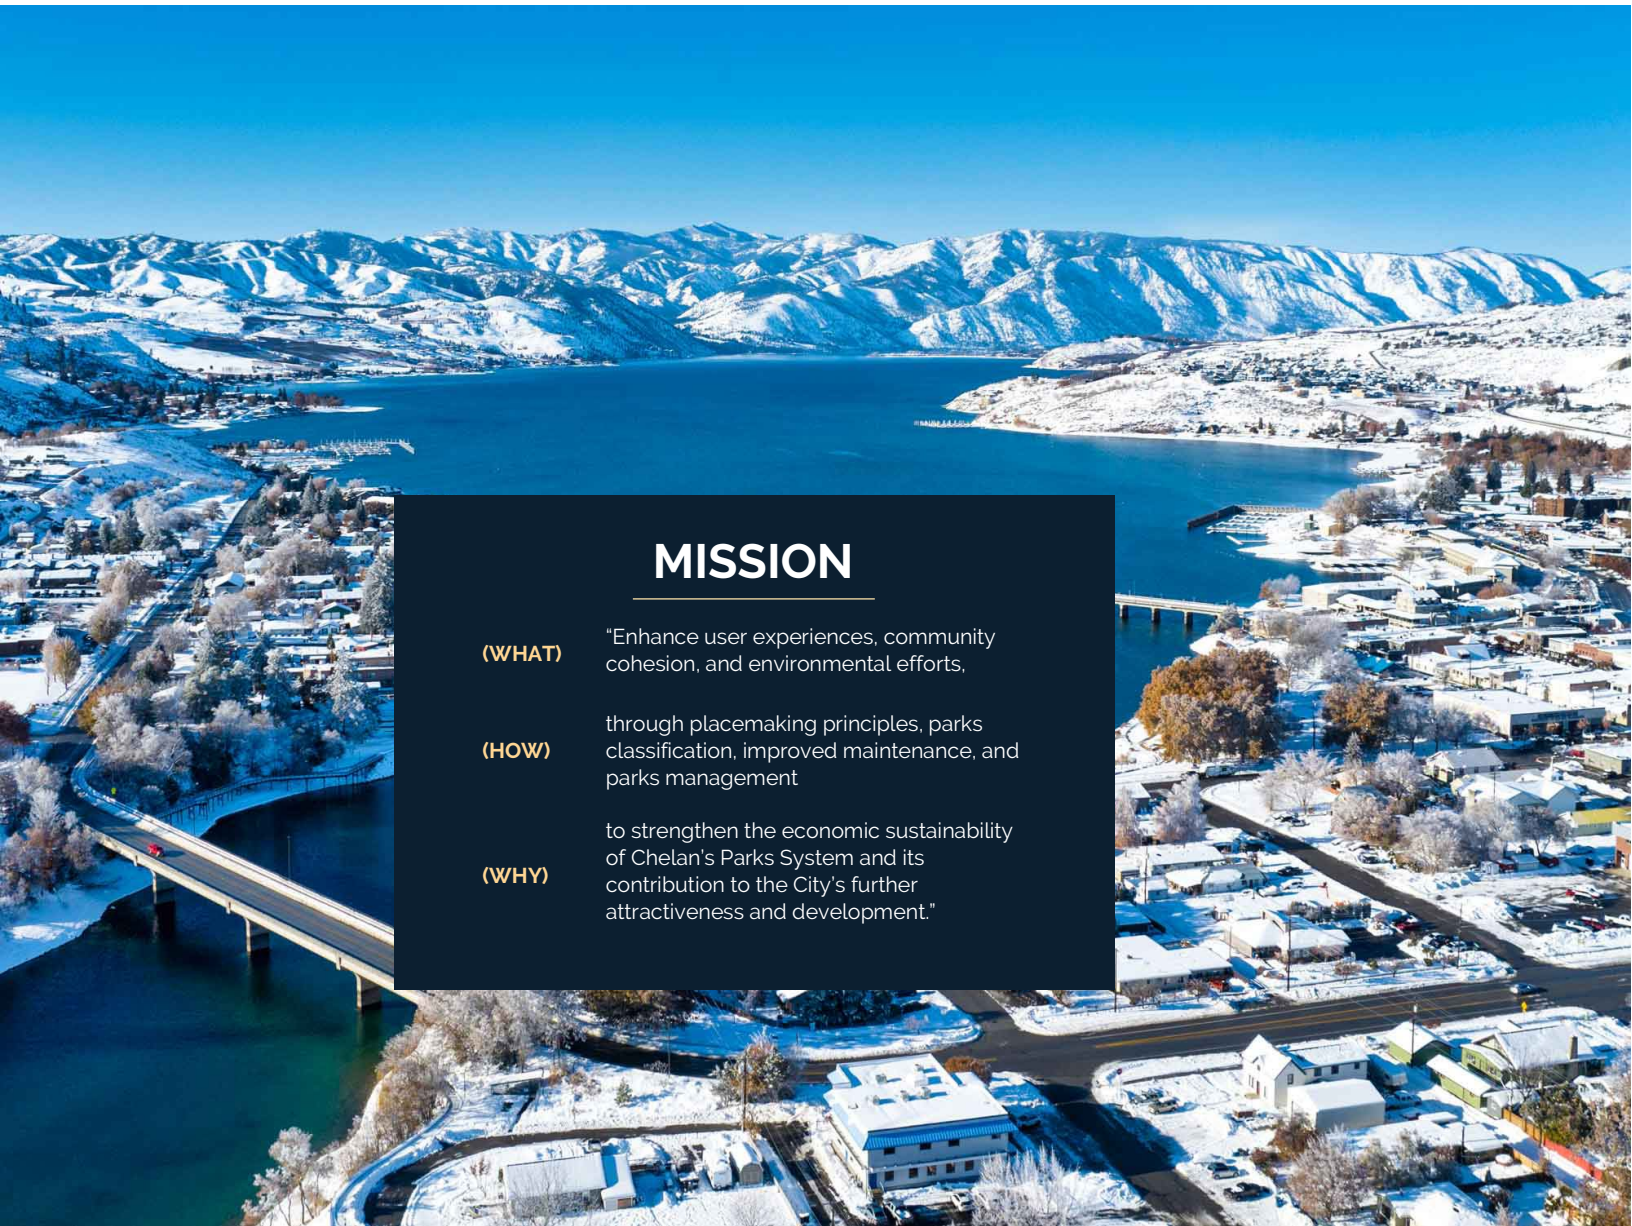 MISSION
(WHAT)
“Enhance user experiences, community
cohesion, and environmental efforts,
(HOW)
through placemaking principles, parks
classification, improved maintenance, and
parks management
(WHY)
to strengthen the economic sustainability
of Chelan's Parks System and its
contribution to the City's further
attractiveness and development.”